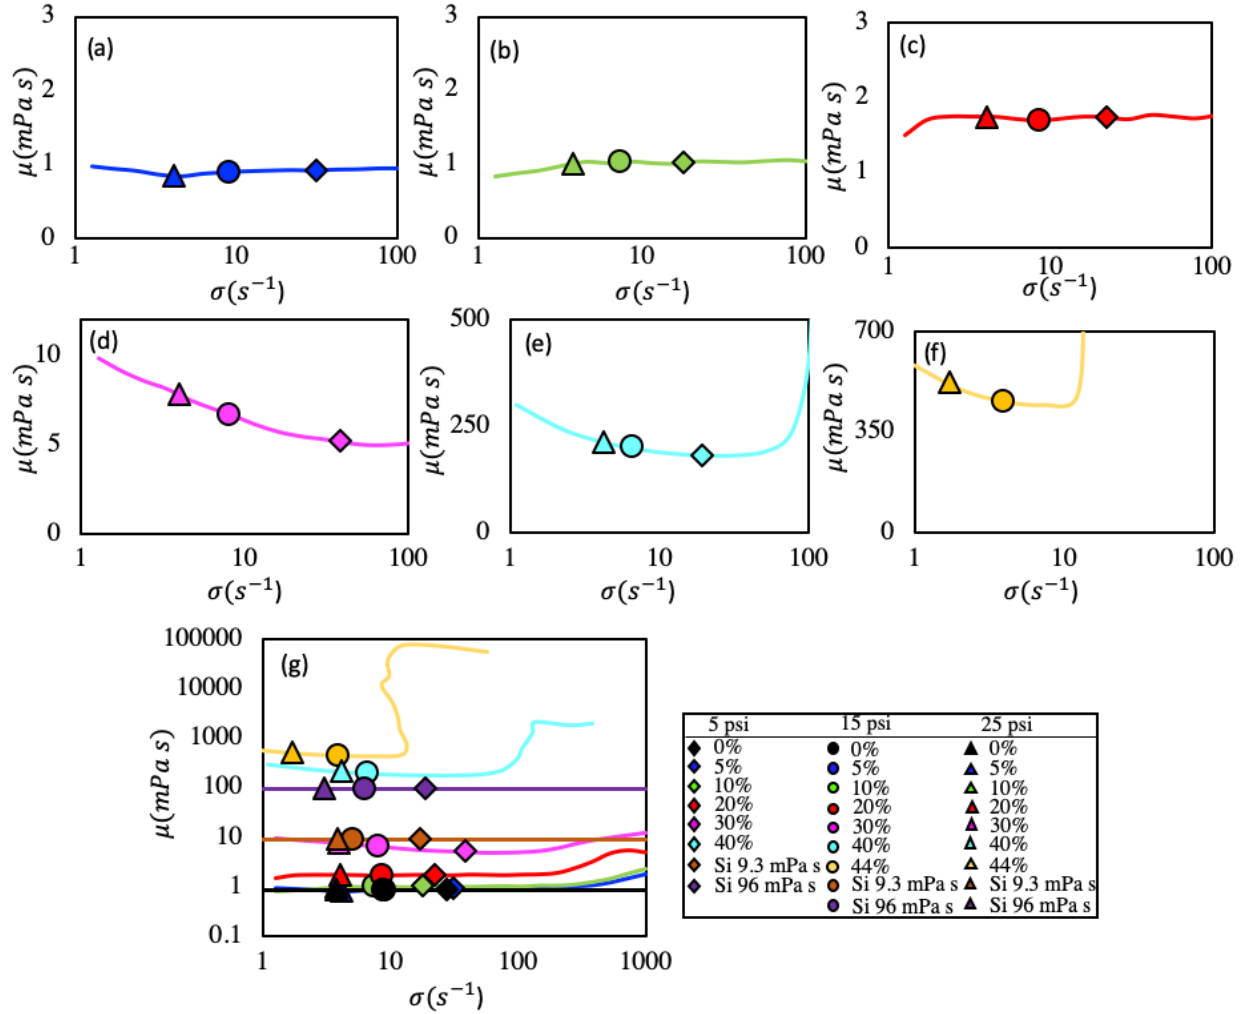 3
2
1
0
(a)
μ(mPa s)
1 10 100
σ(s⁻¹)
3
2
1
0
(b)
μ(mPa s)
1 10 100
σ(s⁻¹)
3
2
1
0
(c)
μ(mPa s)
1 10 100
σ(s⁻¹)
10
5
0
(d)
μ(mPa s)
1 10 100
σ(s⁻¹)
500
250
0
(e)
μ(mPa s)
1 10 100
σ(s⁻¹)
700
350
0
(f)
μ(mPa s)
1 10 100
σ(s⁻¹)
100000
10000
1000
100
10
1
0.1
(g)
μ(mPa s)
1 10 100 1000
σ(s⁻¹)
5 psi 15 psi 25 psi
0% 0% 0%
5% 5% 5%
10% 10% 10%
20% 20% 20%
30% 30% 30%
40% 40% 40%
Si 9.3 mPa s 44% 44%
Si 96 mPa s Si 9.3 mPa s Si 9.3 mPa s
Si 96 mPa s Si 96 mPa s